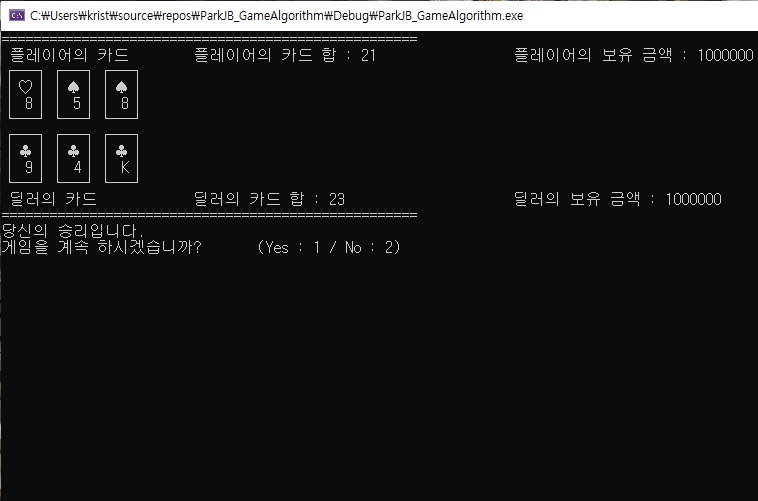 C:\Users\krist\source\repos\ParkJB_GameAlgorithm\Debug\ParkJB_GameAlgorithm.exe
====================================================
플레이어의 카드 플레이어의 카드 합 : 21 플레이어의 보유 금액 : 1000000
♡ ♠ ♠
8 5 8
♣ ♣ ♣
9 4 K
딜러의 카드 딜러의 카드 합 : 23 딜러의 보유 금액 : 1000000
====================================================
당신의 승리입니다.
게임을 계속 하시겠습니까? (Yes : 1 / No : 2)